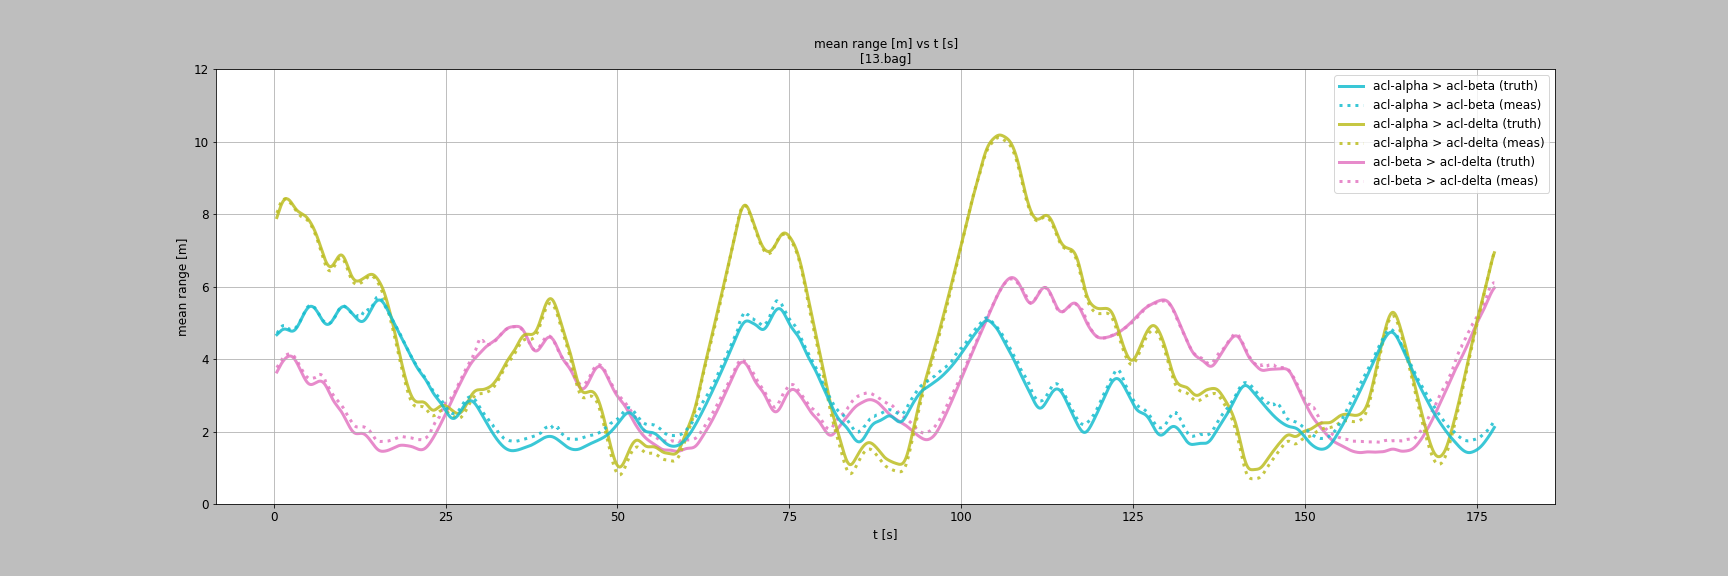 mean range [m] vs t [s]
[13.bag]
acl-alpha > acl-beta (truth)
acl-alpha > acl-beta (meas)
acl-alpha > acl-delta (truth)
acl-alpha > acl-delta (meas)
acl-beta > acl-delta (truth)
acl-beta > acl-delta (meas)
mean range [m]
12
10
8
6
4
2
0
0 25 50 75 100 125 150 175
t [s]